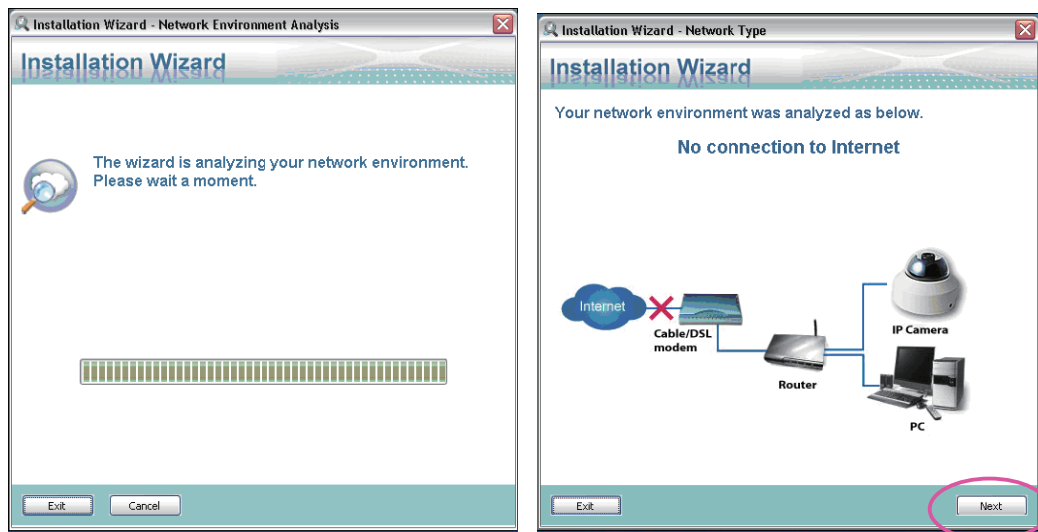 Installation Wizard - Network Environment Analysis
Installation Wizard
The wizard is analyzing your network environment.
Please wait a moment.
Exit
Cancel
Installation Wizard - Network Type
Installation Wizard
Your network environment was analyzed as below.
No connection to Internet
Internet
Cable/DSL
modem
Router
IP Camera
PC
Exit
Next